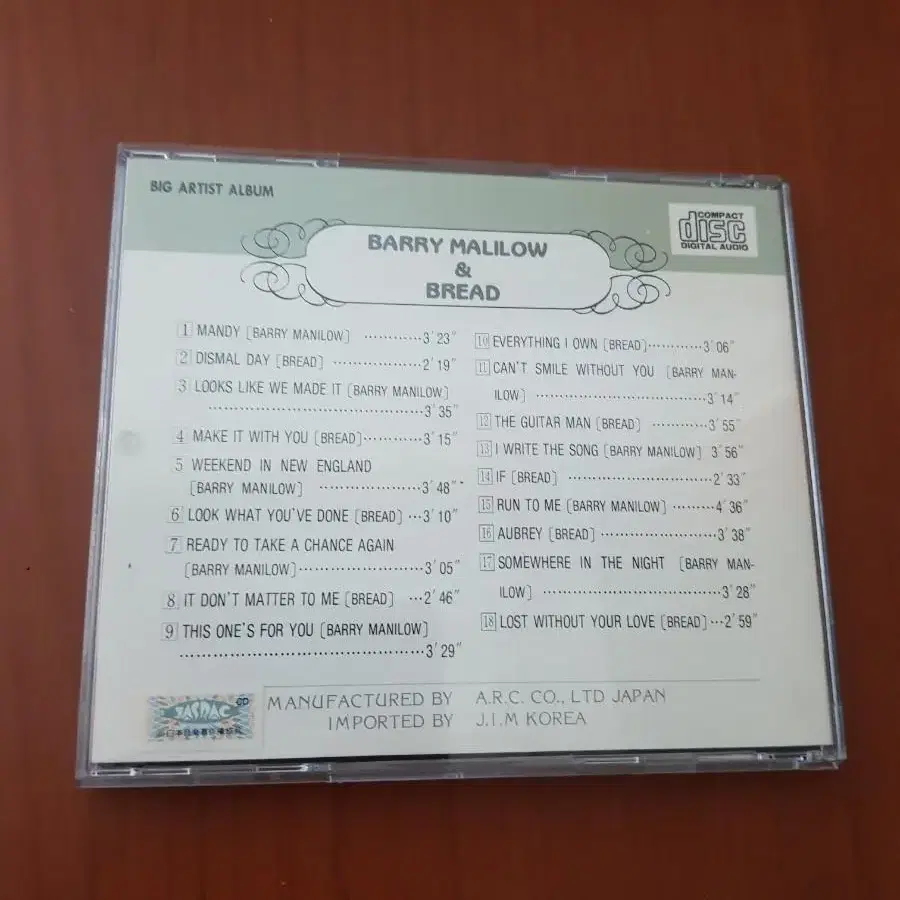 BIG ARTIST ALBUM
COMPACT
disc
DIGITAL AUDIO
BARRY MALILOW
&
BREAD
1 MANDY [BARRY MANILOW] …………3′23″
2 DISMAL DAY [BREAD] ………………2′19″
3 LOOKS LIKE WE MADE IT [BARRY MANILOW]
……………………………………3′35″
4 MAKE IT WITH YOU [BREAD]…………3′15″
5 WEEKEND IN NEW ENGLAND
[BARRY MANILOW] ………………3′48″
6 LOOK WHAT YOU'VE DONE [BREAD] …3′10″
7 READY TO TAKE A CHANCE AGAIN
[BARRY MANILOW]……………………3′05″
8 IT DON'T MATTER TO ME [BREAD] …2′46″
9 THIS ONE'S FOR YOU [BARRY MANILOW]
…………………………………………3′29″
10 EVERYTHING I OWN [BREAD]…………3′06″
11 CAN'T SMILE WITHOUT YOU [BARRY MAN-
ILOW] …………………………………3′14″
12 THE GUITAR MAN [BREAD] …………3′55″
13 I WRITE THE SONG [BARRY MANILOW] 3′56″
14 IF [BREAD] …………………………2′33″
15 RUN TO ME [BARRY MANILOW] ………4′36″
16 AUBREY [BREAD] ……………………3′38″
17 SOMEWHERE IN THE NIGHT [BARRY MAN-
ILOW] ………………………………3′28″
18 LOST WITHOUT YOUR LOVE [BREAD]…2′59″
JASRAC
CD
MANUFACTURED BY A.R.C. CO., LTD JAPAN
IMPORTED BY J.I.M KOREA